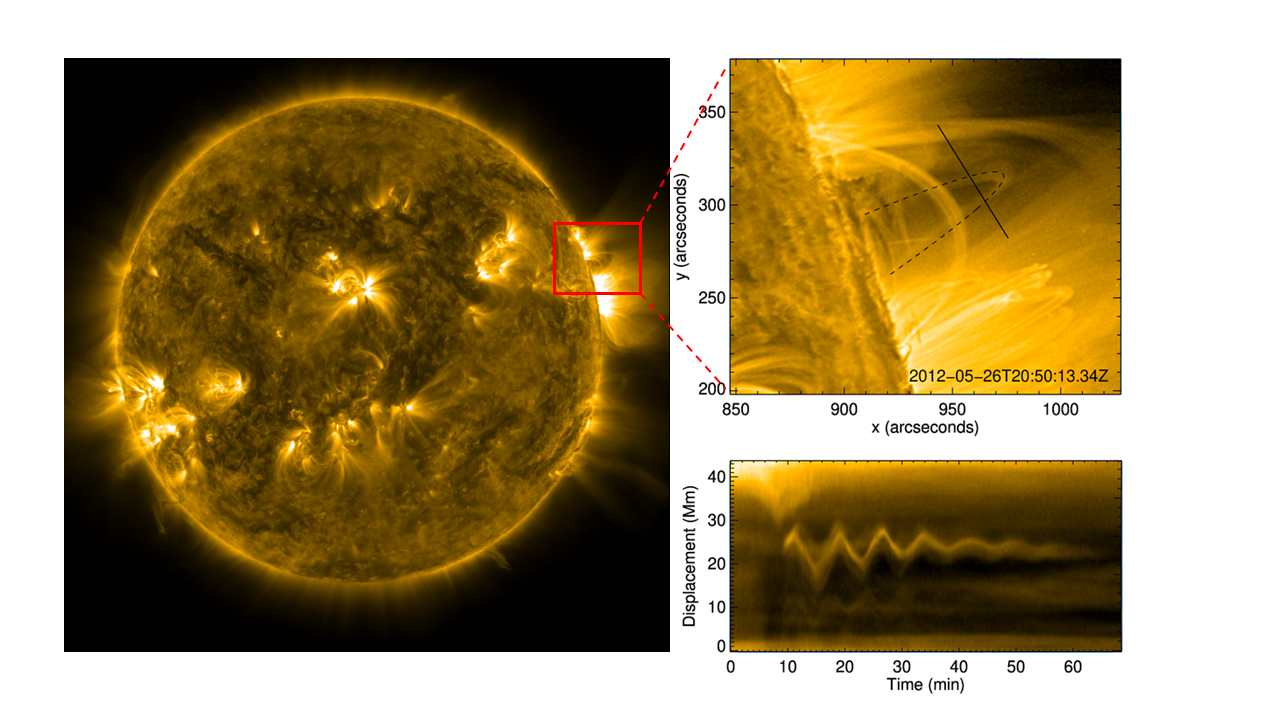 350
300
250
200
y (arcseconds)
2012−05−26T20:50:13.34Z
850 900 950 1000
x (arcseconds)
40
30
20
10
0
Displacement (Mm)
0 10 20 30 40 50 60
Time (min)